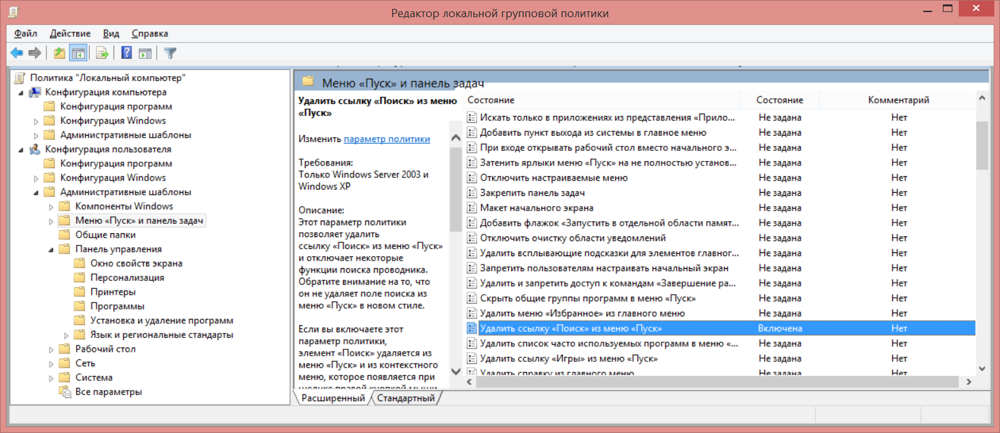 Редактор локальной групповой политики
Файл Действие Вид Справка
Политика "Локальный компьютер"
Конфигурация компьютера
Конфигурация программ
Конфигурация Windows
Административные шаблоны
Конфигурация пользователя
Конфигурация программ
Конфигурация Windows
Административные шаблоны
Компоненты Windows
Меню «Пуск» и панель задач
Общие папки
Панель управления
Окно свойств экрана
Персонализация
Принтеры
Программы
Установка и удаление программ
Язык и региональные стандарты
Рабочий стол
Сеть
Система
Все параметры
Меню «Пуск» и панель задач
Удалить ссылку «Поиск» из меню
«Пуск»
Изменить параметр политики
Требования:
Только Windows Server 2003 и
Windows XP
Описание:
Этот параметр политики
позволяет удалить
ссылку «Поиск» из меню «Пуск»
и отключает некоторые
функции поиска проводника.
Обратите внимание на то, что
он не удаляет поле поиска из
меню «Пуск» в новом стиле.
Если вы включаете этот
параметр политики,
элемент «Поиск» удаляется из
меню «Пуск» и из контекстного
меню, которое появляется при
щелчке правой кнопкой мыши
Состояние Состояние Комментарий
Искать только в приложениях из представления «Прило... Не задана Нет
Добавить пункт выхода из системы в главное меню Не задана Нет
При входе открывать рабочий стол вместо начального э... Не задана Нет
Затенить ярлыки меню «Пуск» на не полностью установ... Не задана Нет
Отключить настраиваемые меню Не задана Нет
Закрепить панель задач Не задана Нет
Макет начального экрана Не задана Нет
Добавить флажок «Запустить в отдельной области памят... Не задана Нет
Отключить очистку области уведомлений Не задана Нет
Удалить всплывающие подсказки для элементов главног... Не задана Нет
Запретить пользователям настраивать начальный экран Не задана Нет
Удалить и запретить доступ к командам «Завершение ра... Не задана Нет
Скрыть общие группы программ в меню «Пуск» Не задана Нет
Удалить меню «Избранное» из главного меню Не задана Нет
Удалить ссылку «Поиск» из меню «Пуск» Включена Нет
Удалить список часто используемых программ в меню «... Не задана Нет
Удалить ссылку «Игры» из меню «Пуск» Не задана Нет
Удалить справку из главного меню Не задана Нет
Расширенный Стандартный